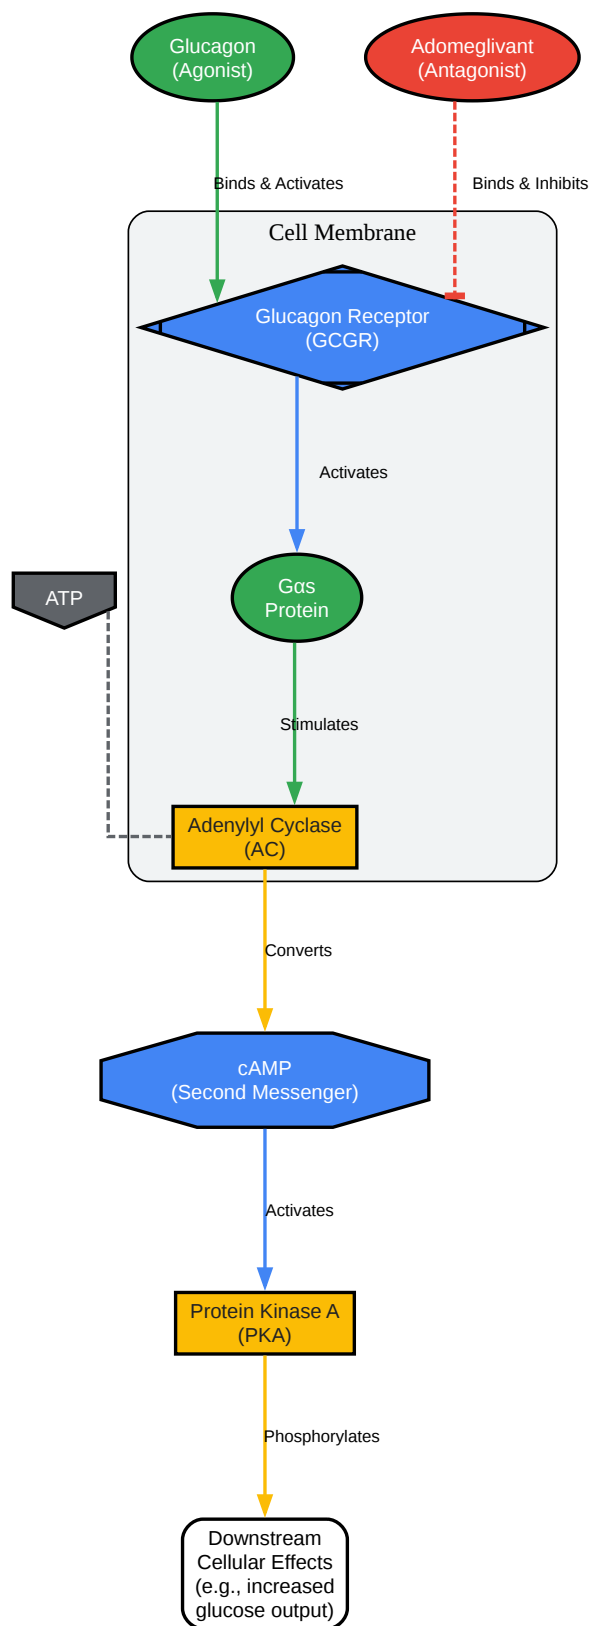 Glucagon
(Agonist)
Adomeglivant
(Antagonist)
Binds & Activates
Binds & Inhibits
Cell Membrane
Glucagon Receptor
(GCGR)
Activates
Gαs
Protein
ATP
Stimulates
Adenylyl Cyclase
(AC)
Converts
cAMP
(Second Messenger)
Activates
Protein Kinase A
(PKA)
Phosphorylates
Downstream
Cellular Effects
(e.g., increased
glucose output)